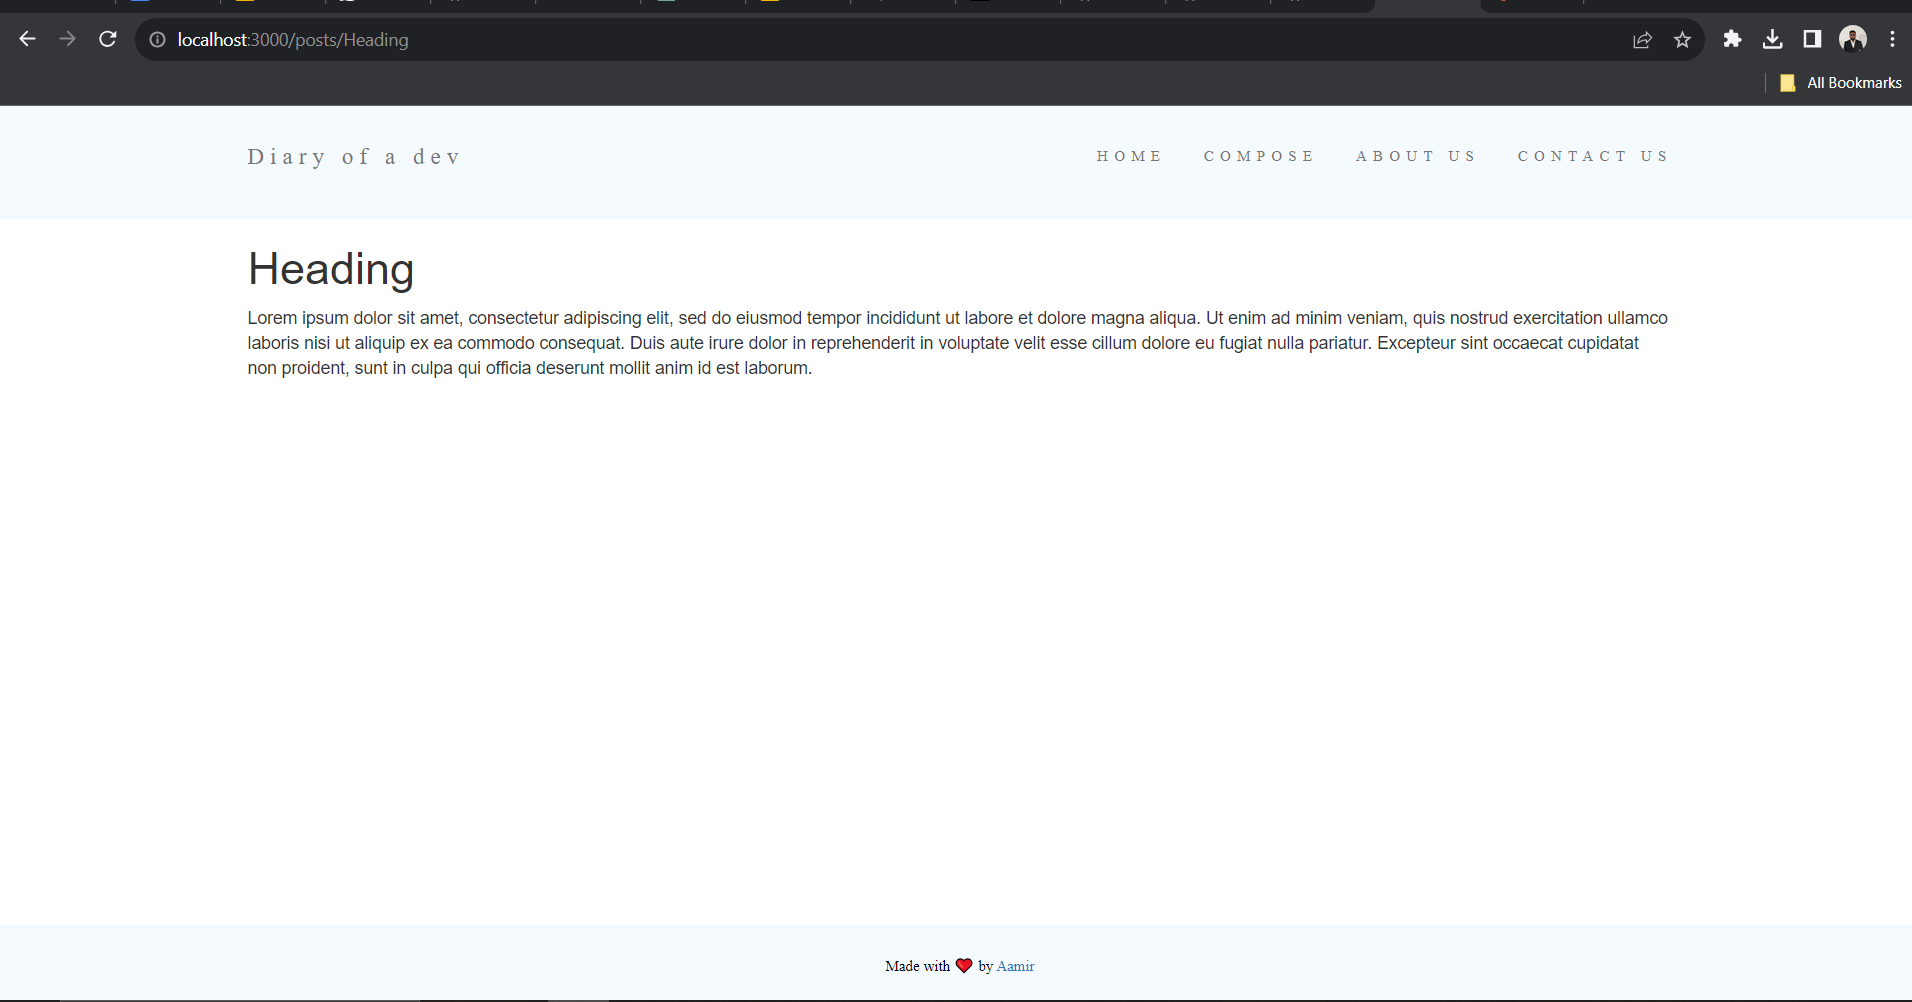 localhost:3000/posts/Heading
All Bookmarks
Diary of a dev
HOME COMPOSE ABOUT US CONTACT US
Heading
Lorem ipsum dolor sit amet, consectetur adipiscing elit, sed do eiusmod tempor incididunt ut labore et dolore magna aliqua. Ut enim ad minim veniam, quis nostrud exercitation ullamco
laboris nisi ut aliquip ex ea commodo consequat. Duis aute irure dolor in reprehenderit in voluptate velit esse cillum dolore eu fugiat nulla pariatur. Excepteur sint occaecat cupidatat
non proident, sunt in culpa qui officia deserunt mollit anim id est laborum.
Made with ❤️ by Aamir